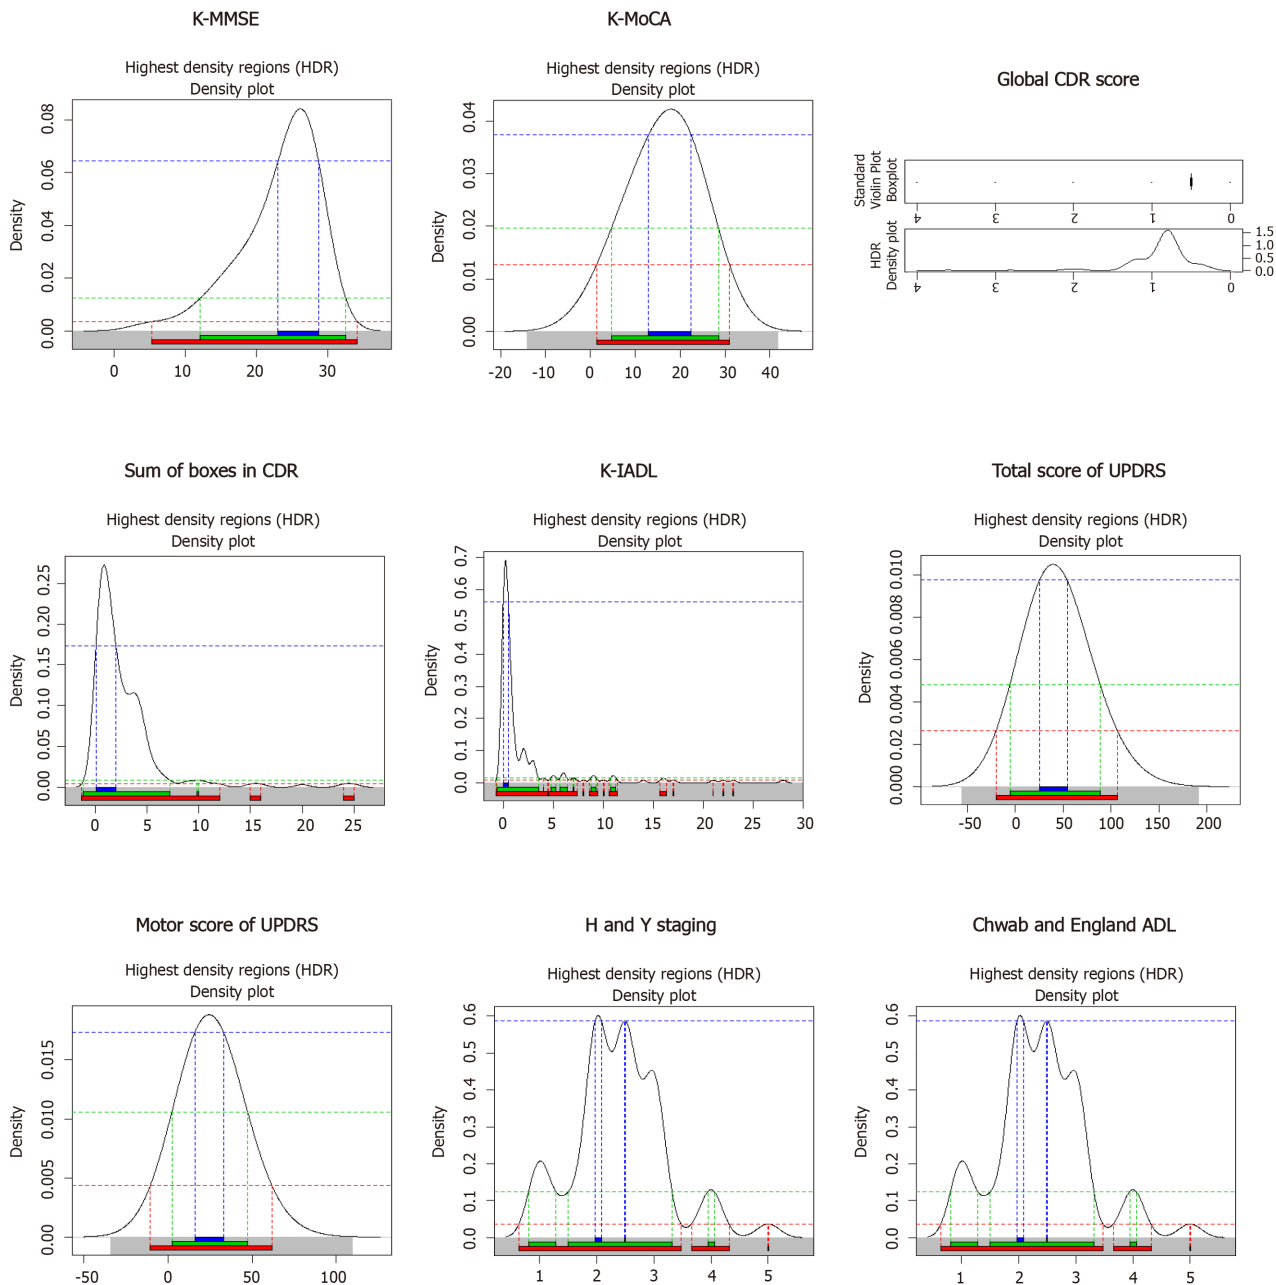 K-MMSE
Highest density regions (HDR)
Density plot
Density
0.00
0.02
0.04
0.06
0.08
0
10
20
30
K-MoCA
Highest density regions (HDR)
Density plot
Density
0.00
0.01
0.02
0.03
0.04
-20
-10
0
10
20
30
40
Global CDR score
Standard
Violin Plot
Boxplot
4
3
2
1
0
HDR
Density plot
1.5
1.0
0.5
0.0
4
3
2
1
0
Sum of boxes in CDR
Highest density regions (HDR)
Density plot
Density
0.00
0.05
0.10
0.15
0.20
0.25
0
5
10
15
20
25
K-IADL
Highest density regions (HDR)
Density plot
Density
0.0
0.1
0.2
0.3
0.4
0.5
0.6
0.7
0
5
10
15
20
25
30
Total score of UPDRS
Highest density regions (HDR)
Density plot
Density
0.000
0.002
0.004
0.006
0.008
0.010
-50
0
50
100
150
200
Motor score of UPDRS
Highest density regions (HDR)
Density plot
Density
0.000
0.005
0.010
0.015
-50
0
50
100
H and Y staging
Highest density regions (HDR)
Density plot
Density
0.0
0.1
0.2
0.3
0.4
0.5
0.6
1
2
3
4
5
Chwab and England ADL
Highest density regions (HDR)
Density plot
Density
0.0
0.1
0.2
0.3
0.4
0.5
0.6
1
2
3
4
5